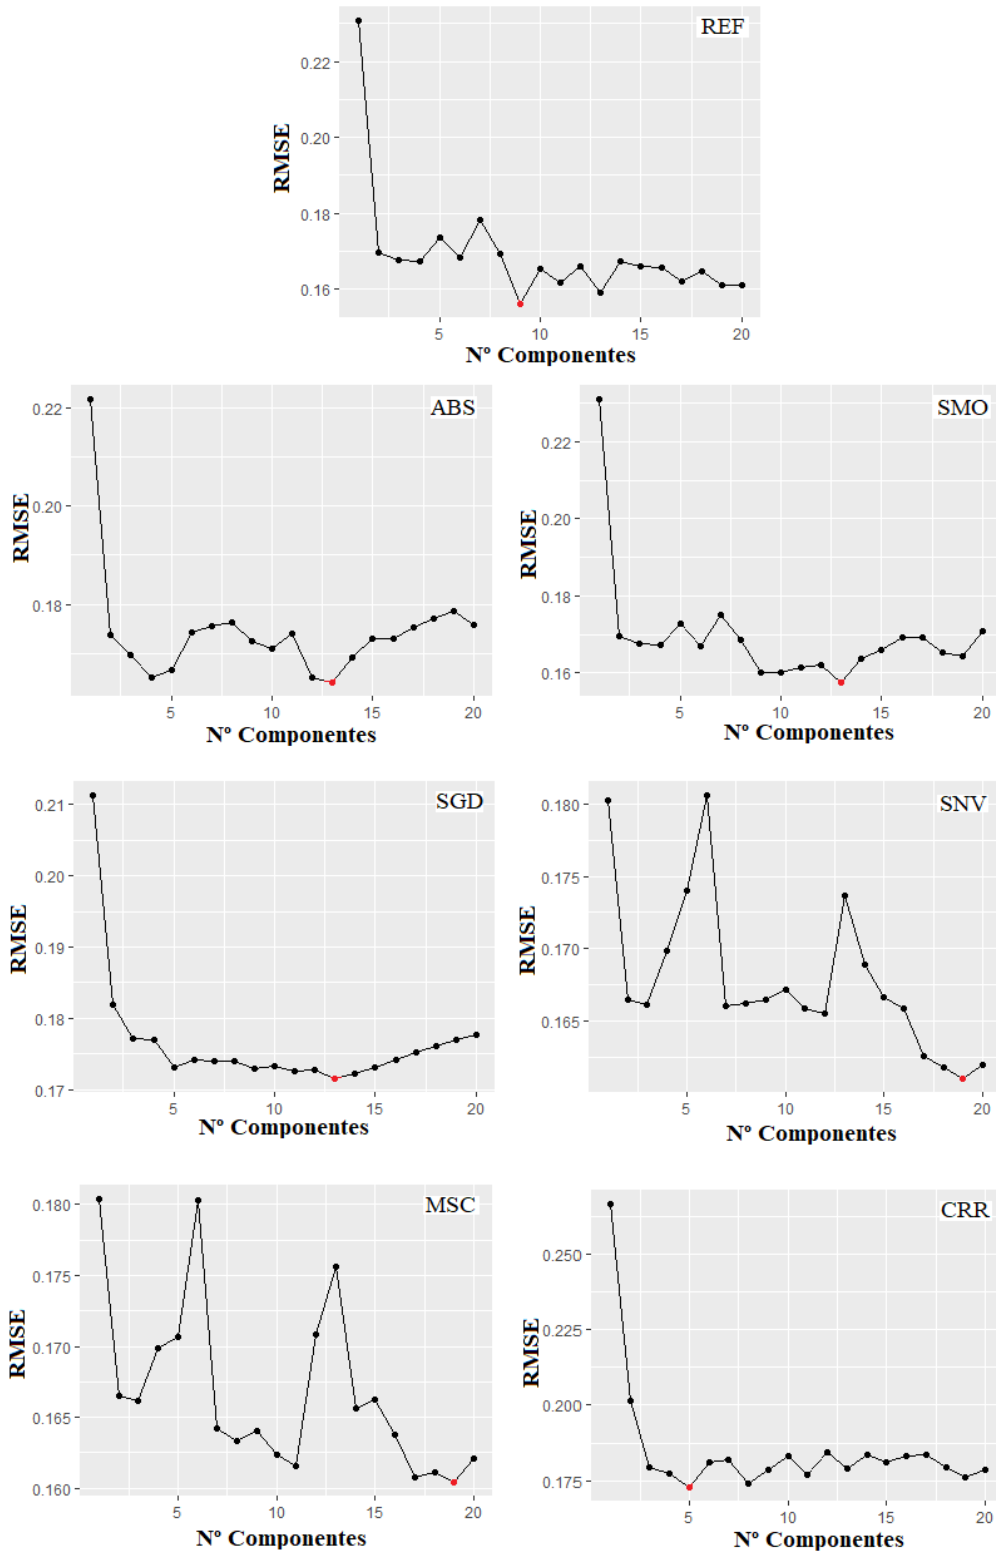 REF
RMSE
0.22
0.20
0.18
0.16
5 10 15 20
Nº Componentes
ABS
RMSE
0.22
0.20
0.18
5 10 15 20
Nº Componentes
SMO
RMSE
0.22
0.20
0.18
0.16
5 10 15 20
Nº Componentes
SGD
RMSE
0.21
0.20
0.19
0.18
0.17
5 10 15 20
Nº Componentes
SNV
RMSE
0.180
0.175
0.170
0.165
5 10 15 20
Nº Componentes
MSC
RMSE
0.180
0.175
0.170
0.165
0.160
5 10 15 20
Nº Componentes
CRR
RMSE
0.250
0.225
0.200
0.175
5 10 15 20
Nº Componentes